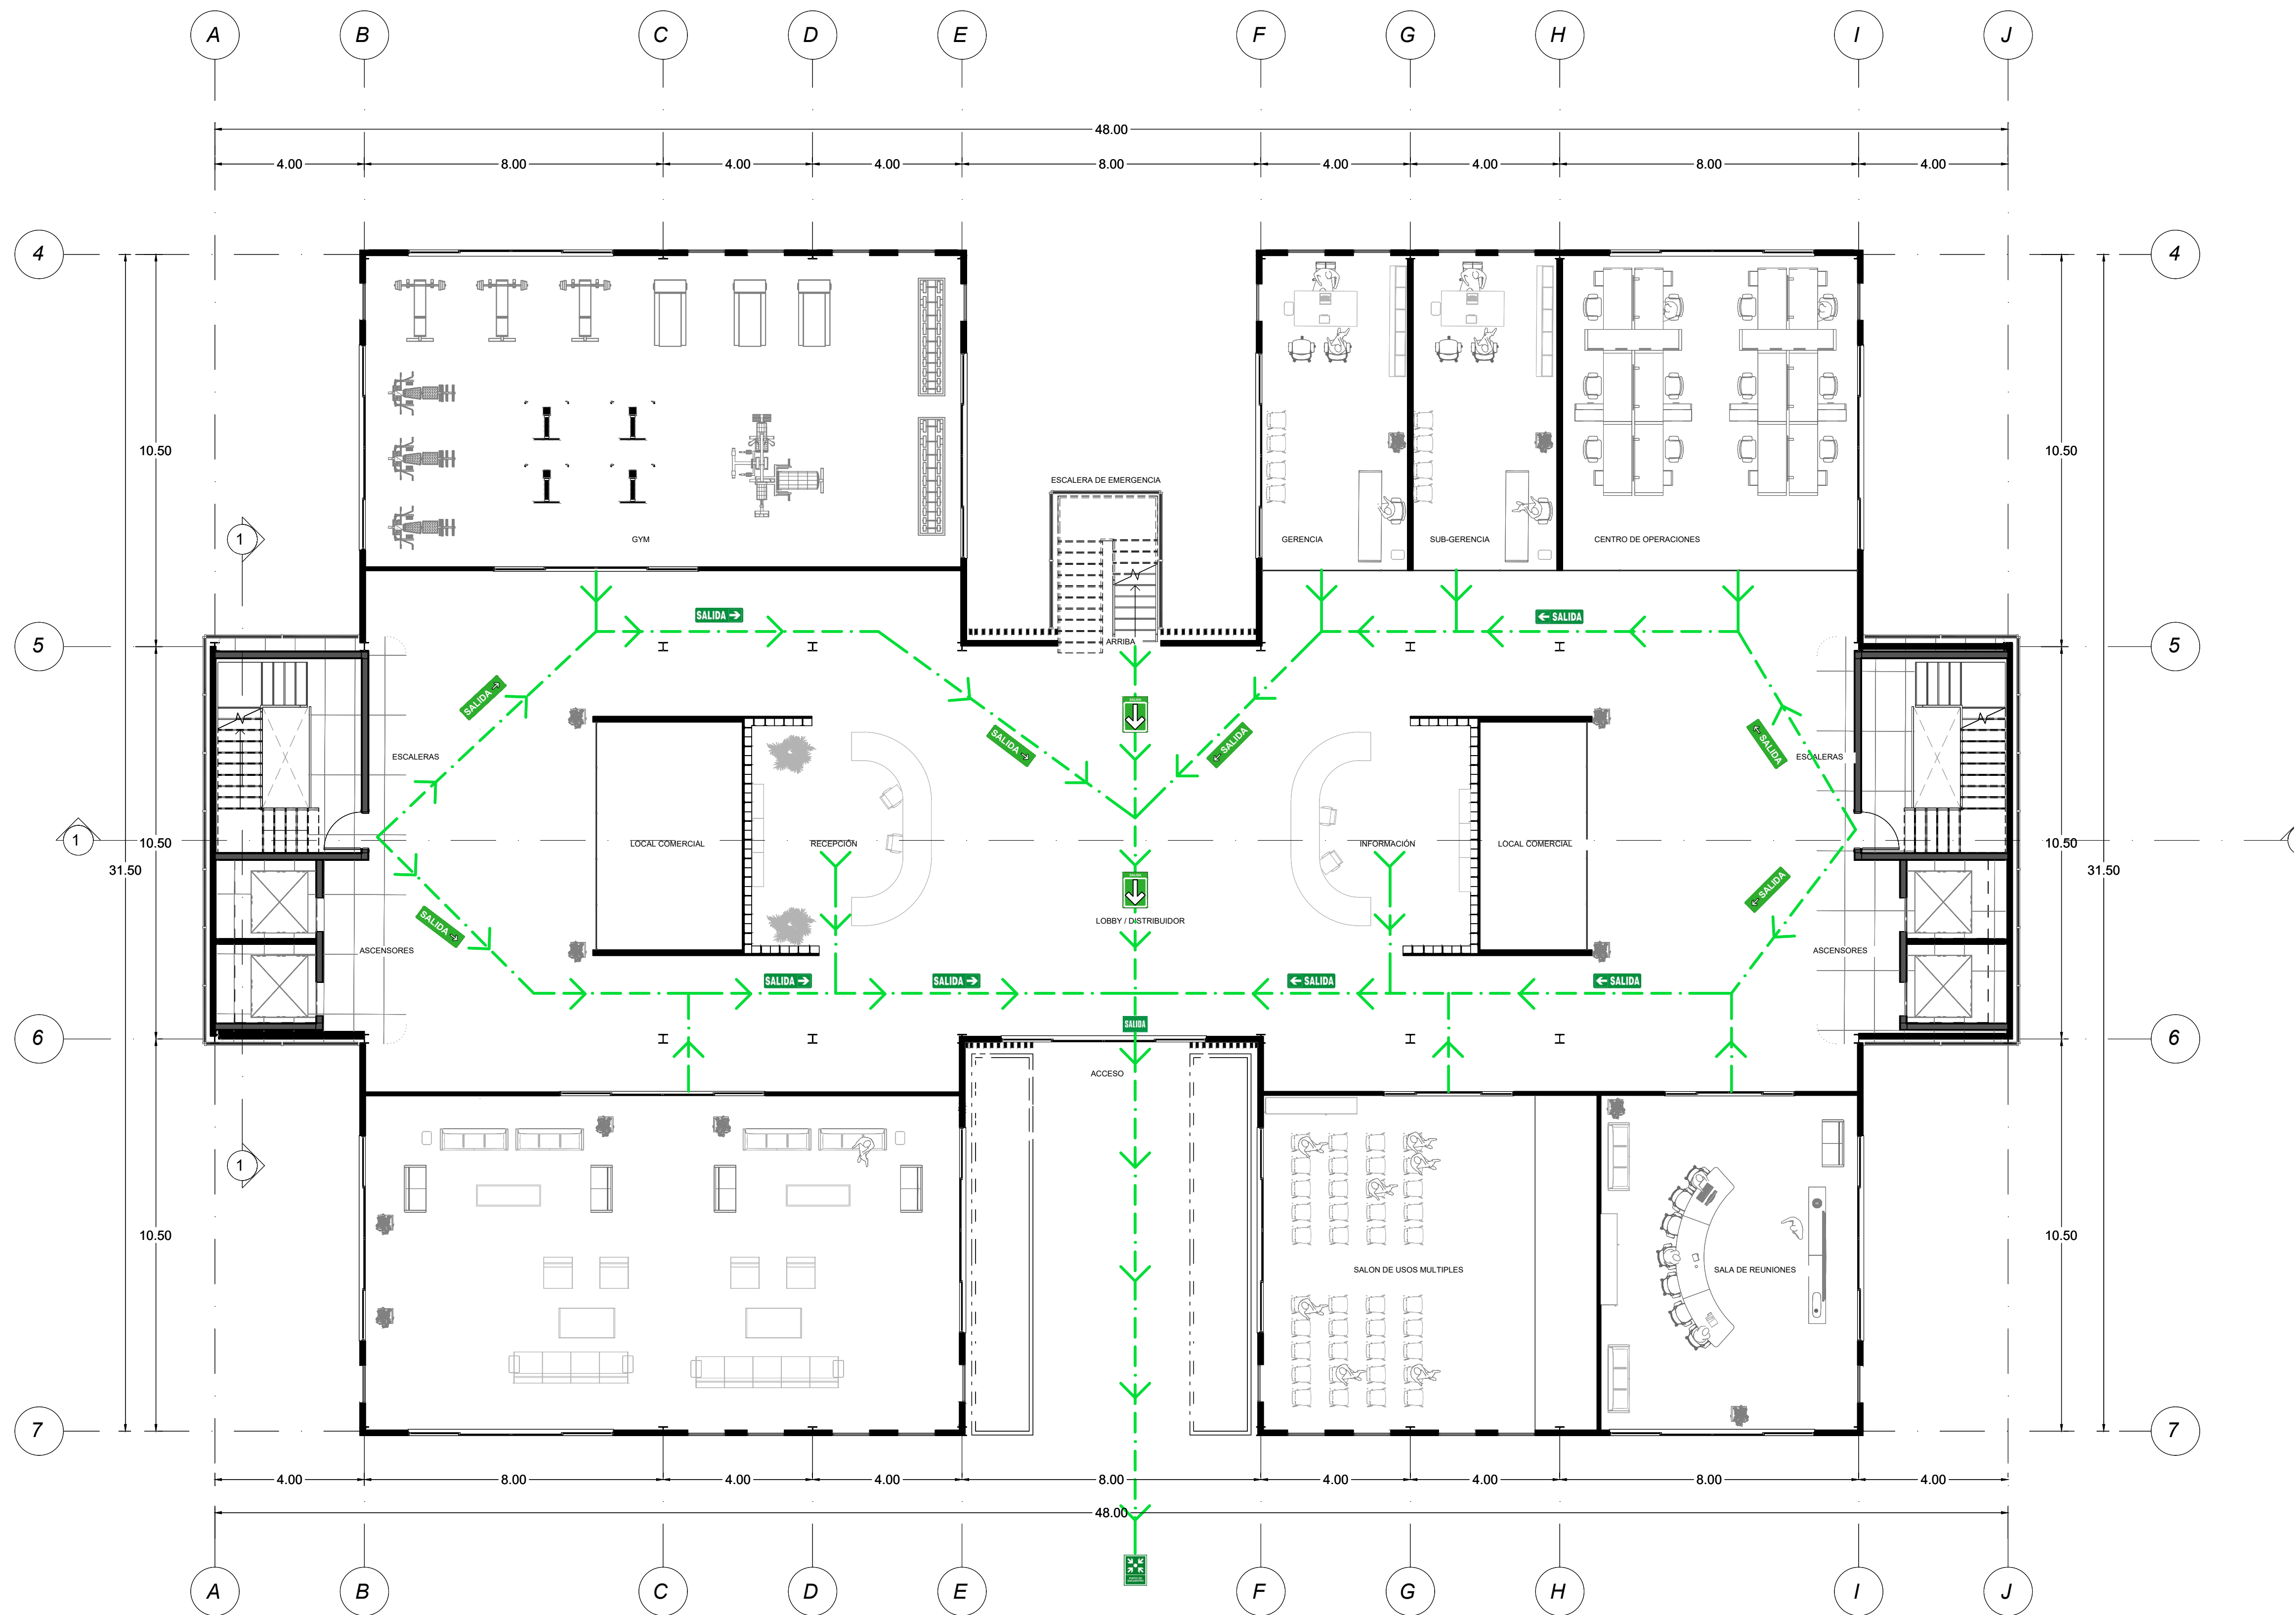 A B C D E F G H I J
48.00
4.00 8.00 4.00 4.00 8.00 4.00 4.00 8.00 4.00
4 4
10.50 10.50
ESCALERA DE EMERGENCIA
1
GYM GERENCIA SUB-GERENCIA CENTRO DE OPERACIONES
SALIDA SALIDA
5 ARRIBA 5
SALIDA
SALIDA SALIDA SALIDA
ESCALERAS ESCALERAS
1 10.50 LOCAL COMERCIAL RECEPCIÓN INFORMACIÓN LOCAL COMERCIAL 10.50
31.50 31.50
SALIDA
LOBBY / DISTRIBUIDOR
SALIDA
ASCENSORES ASCENSORES
SALIDA SALIDA SALIDA SALIDA
SALIDA
6 6
ACCESO
1
10.50 10.50
SALON DE USOS MULTIPLES SALA DE REUNIONES
7 7
4.00 8.00 4.00 4.00 8.00 4.00 4.00 8.00 4.00
48.00
A B C D E F G H I J